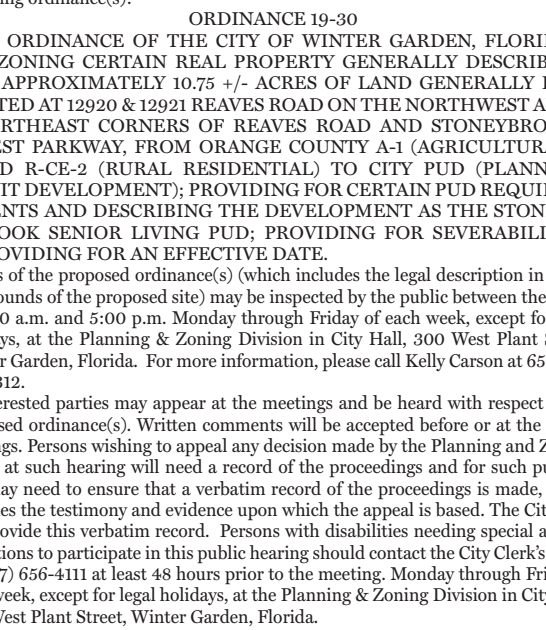 ing ordinance(s).
ORDINANCE 19-30
ORDINANCE OF THE CITY OF WINTER GARDEN, FLORI
ZONING CERTAIN REAL PROPERTY GENERALLY DESCRIB
APPROXIMATELY 10.75 +/- ACRES OF LAND GENERALLY
TED AT 12920 & 12921 REAVES ROAD ON THE NORTHWEST A
RTHEAST CORNERS OF REAVES ROAD AND STONEYBRO
EST PARKWAY, FROM ORANGE COUNTY A-1 (AGRICULTURA
D R-CE-2 (RURAL RESIDENTIAL) TO CITY PUD (PLANN
IT DEVELOPMENT); PROVIDING FOR CERTAIN PUD REQUI
ENTS AND DESCRIBING THE DEVELOPMENT AS THE STON
OOK SENIOR LIVING PUD; PROVIDING FOR SEVERABILI
OVIDING FOR AN EFFECTIVE DATE.
s of the proposed ordinance(s) (which includes the legal description in
ounds of the proposed site) may be inspected by the public between the
0 a.m. and 5:00 p.m. Monday through Friday of each week, except fo
ys, at the Planning & Zoning Division in City Hall, 300 West Plant S
r Garden, Florida. For more information, please call Kelly Carson at 65
312.
erested parties may appear at the meetings and be heard with respect
sed ordinance(s). Written comments will be accepted before or at the
ngs. Persons wishing to appeal any decision made by the Planning and Z
at such hearing will need a record of the proceedings and for such pu
ay need to ensure that a verbatim record of the proceedings is made,
es the testimony and evidence upon which the appeal is based. The Cit
ovide this verbatim record. Persons with disabilities needing special a
tions to participate in this public hearing should contact the City Clerk's
7) 656-4111 at least 48 hours prior to the meeting. Monday through Fri
week, except for legal holidays, at the Planning & Zoning Division in City
West Plant Street, Winter Garden, Florida.